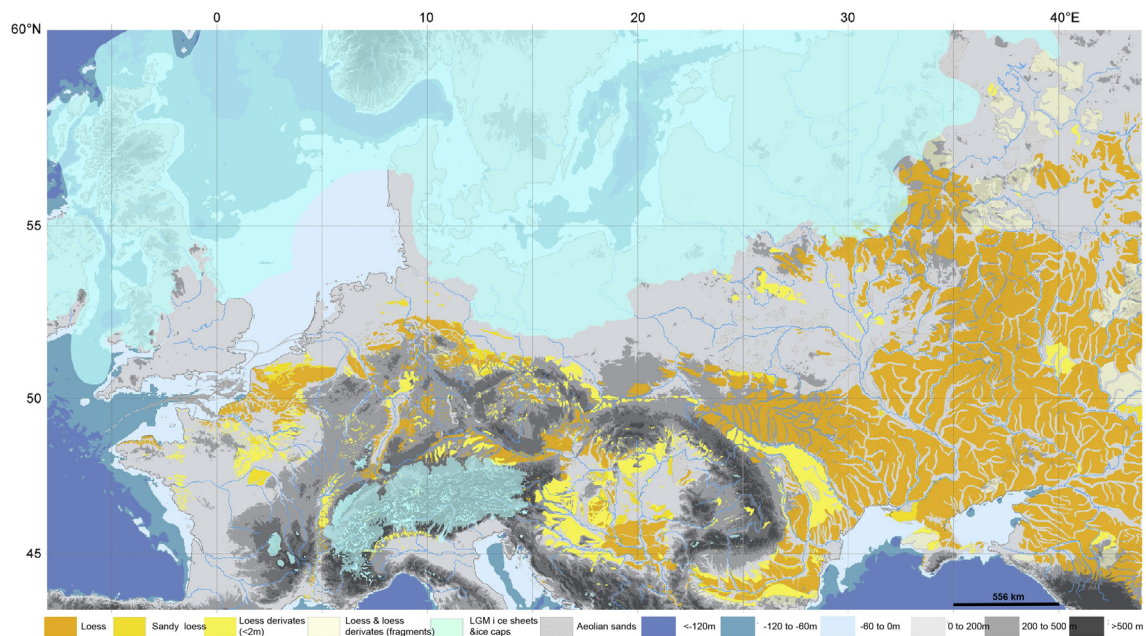 0 10 20 30 40°E
60°N
55
50
45
556 km
Loess
Sandy loess
Loess derivates
(<2m)
Loess & loess
derivates (fragments)
LGM i ce sheets
&ice caps
Aeolian sands
<-120m
-120 to -60m
-60 to 0m
0 to 200m
200 to 500 m
>500 m